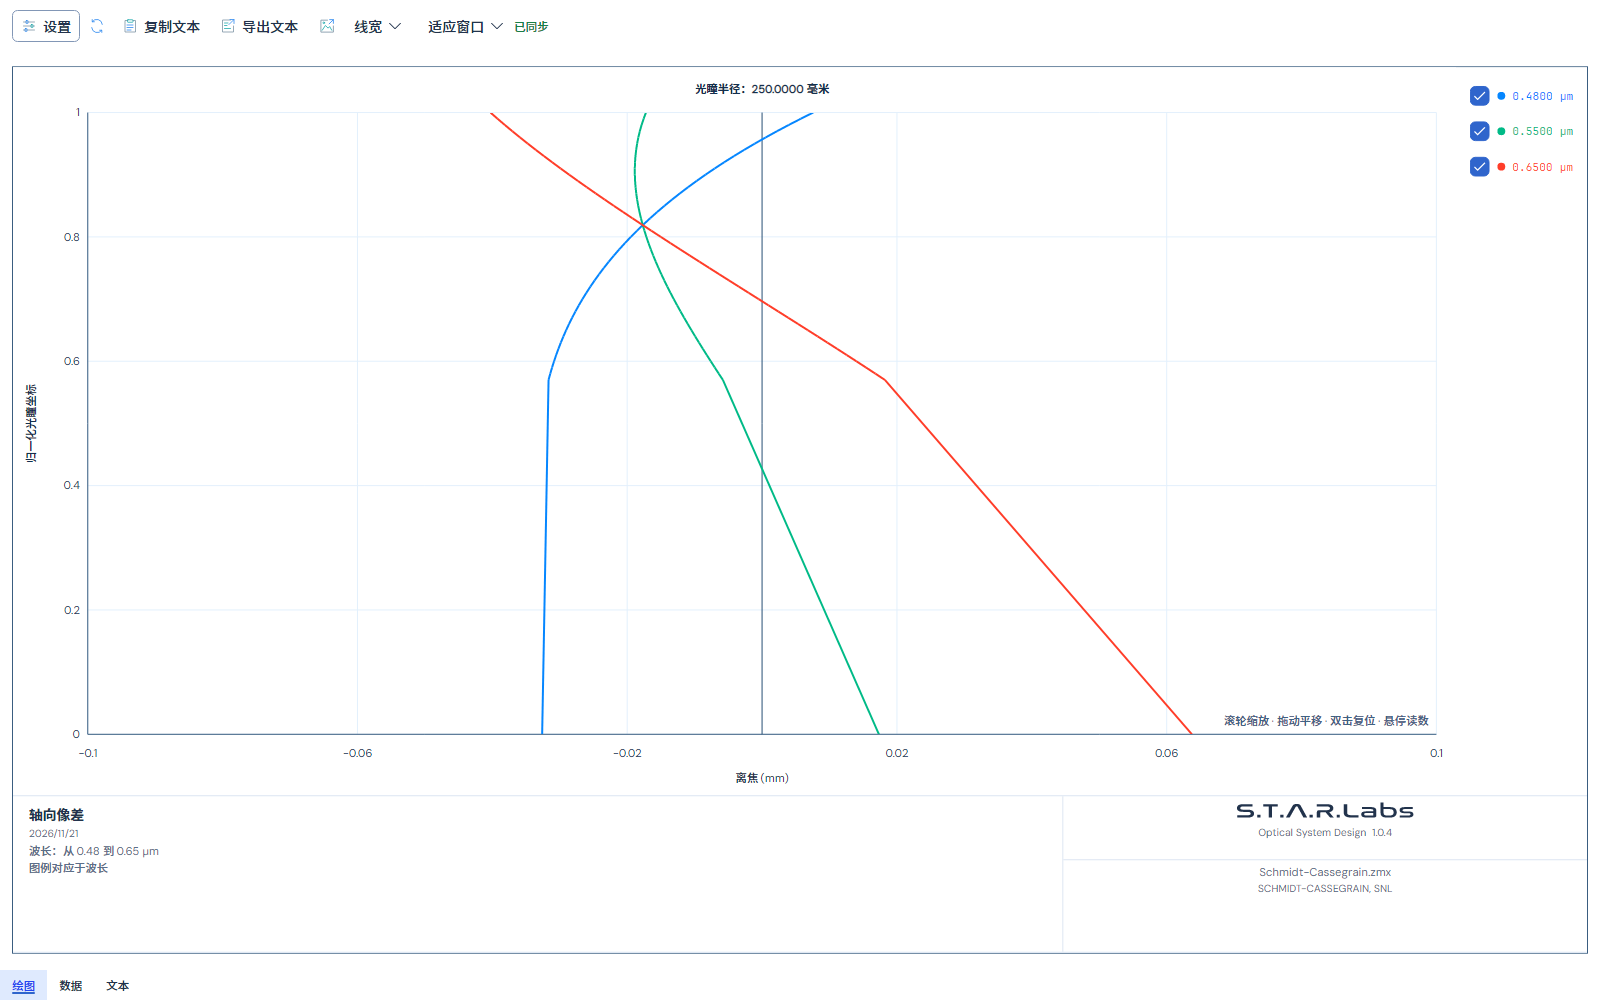 设置 复制文本 导出文本 线宽 适应窗口 已同步
光瞳半径：250.0000 毫米
0.4800 µm
0.5500 µm
0.6500 µm
归一化光瞳坐标
1
0.8
0.6
0.4
0.2
0
-0.1 -0.06 -0.02 0.02 0.06 0.1
滚轮缩放 · 拖动平移 · 双击复位 · 悬停读数
离焦 (mm)
轴向像差
2026/11/21
波长：从 0.48 到 0.65 µm
图例对应于波长
S.T.A.R.Labs
Optical System Design 1.0.4
Schmidt-Cassegrain.zmx
SCHMIDT-CASSEGRAIN, SNL
绘图 数据 文本